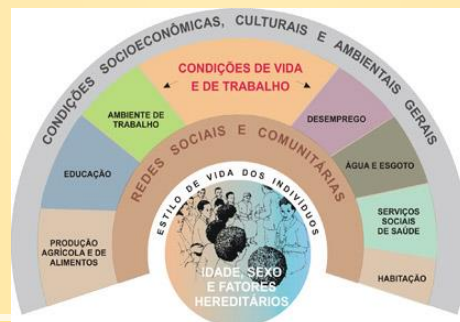 CONDIÇÕES SOCIOECONÔMICAS, CULTURAIS E AMBIENTAIS GERAIS
CONDIÇÕES DE VIDA
E DE TRABALHO
AMBIENTE DE
TRABALHO
DESEMPREGO
EDUCAÇÃO
ÁGUA E ESGOTO
PRODUÇÃO
AGRÍCOLA E DE
ALIMENTOS
SERVIÇOS
SOCIAIS
DE SAÚDE
HABITAÇÃO
REDES SOCIAIS E COMUNITÁRIAS
ESTILO DE VIDA DOS INDIVÍDUOS
IDADE, SEXO
E FATORES
HEREDITÁRIOS